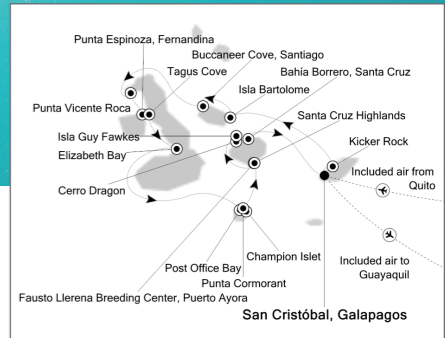 Punta Espinoza, Fernandina
Buccaneer Cove, Santiago
Tagus Cove
Bahía Borrero, Santa Cruz
Isla Bartolome
Punta Vicente Roca
Santa Cruz Highlands
Isla Guy Fawkes
Kicker Rock
Elizabeth Bay
Included air from
Quito
Cerro Dragon
Champion Islet
Post Office Bay
Included air to
Guayaquil
Punta Cormorant
Fausto Llerena Breeding Center, Puerto Ayora
San Cristóbal, Galapagos